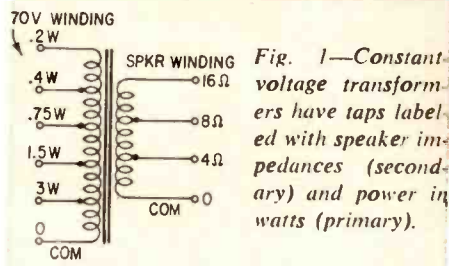 70V WINDING
.2W
.4W
.75W
1.5W
3W
0
COM
SPKR WINDING
16Ω
8Ω
4Ω
0
COM
Fig. 1—Constant-
voltage transform-
ers have taps label-
ed with speaker im-
pedances (second-
ary) and power in
watts (primary).